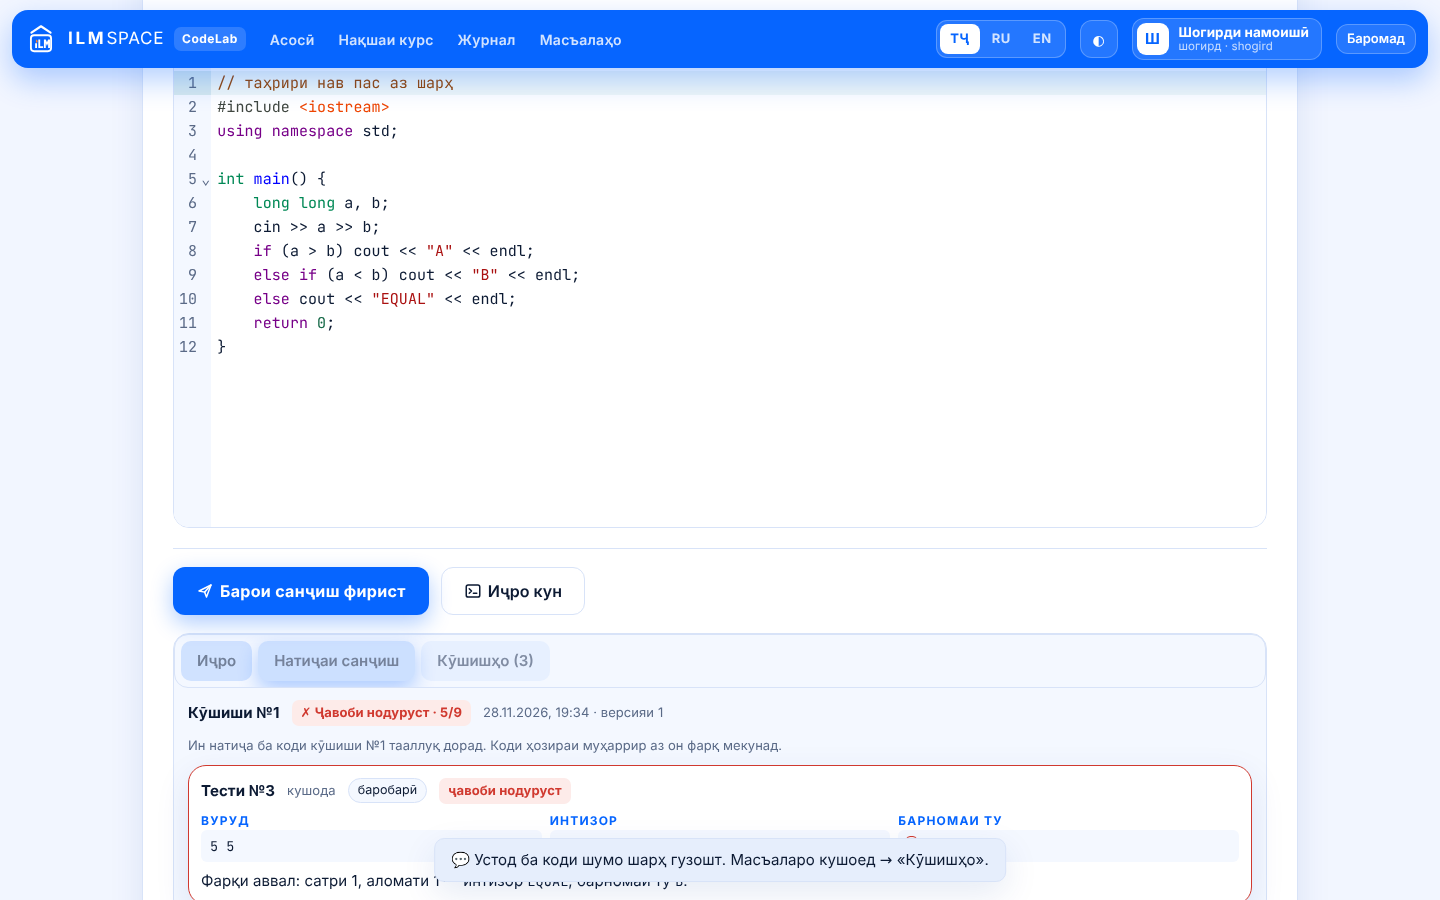 ILMSPACE CodeLab Асосӣ Нақшаи курс Журнал Масъалаҳо ТҶ RU EN Ш Шогирди намоишӣ Баромад
шогирд · shogird
1 // таҳрири нав пас аз шарҳ
2 #include <iostream>
3 using namespace std;
4
5 int main() {
6 long long a, b;
7 cin >> a >> b;
8 if (a > b) cout << "A" << endl;
9 else if (a < b) cout << "B" << endl;
10 else cout << "EQUAL" << endl;
11 return 0;
12 }
Барои санҷиш фирист Иҷро кун
Иҷро Натиҷаи санҷиш Кӯшишҳо (3)
Кӯшиши №1 ✗ Ҷавоби нодуруст · 5/9 28.11.2026, 19:34 · версияи 1
Ин натиҷа ба коди кӯшиши №1 тааллуқ дорад. Коди ҳозираи муҳаррир аз он фарқ мекунад.
Тести №3 кушода баробарӣ ҷавоби нодуруст
ВУРУД ИНТИЗОР БАРНОМАИ ТУ
5 5
💬 Устод ба коди шумо шарҳ гузошт. Масъаларо кушоед → «Кӯшишҳо».
Фарқи аввал: сатри 1, аломати 1